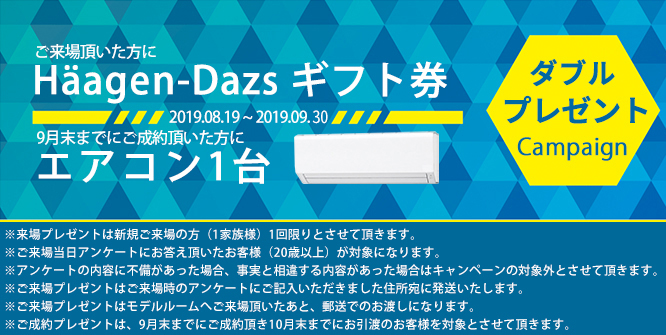 ご来場頂いた方に
Häagen-Dazs ギフト券
2019.08.19～2019.09.30
9月末までにご成約頂いた方に
エアコン1台
ダブル
プレゼント
Campaign
※来場プレゼントは新規ご来場の方（1家族様）1回限りとさせて頂きます。
※ご来場当日アンケートにお答え頂いたお客様（20歳以上）が対象になります。
※アンケートの内容に不備があった場合、事実と相違する内容があった場合はキャンペーンの対象外とさせて頂きます。
※ご来場プレゼントはご来場時のアンケートにご記入いただきました住所宛に発送いたします。
※ご来場プレゼントはモデルルームへご来場頂いたあと、郵送でのお渡しになります。
※ご成約プレゼントは、9月末までにご成約頂き10月末までにお引渡のお客様を対象とさせて頂きます。